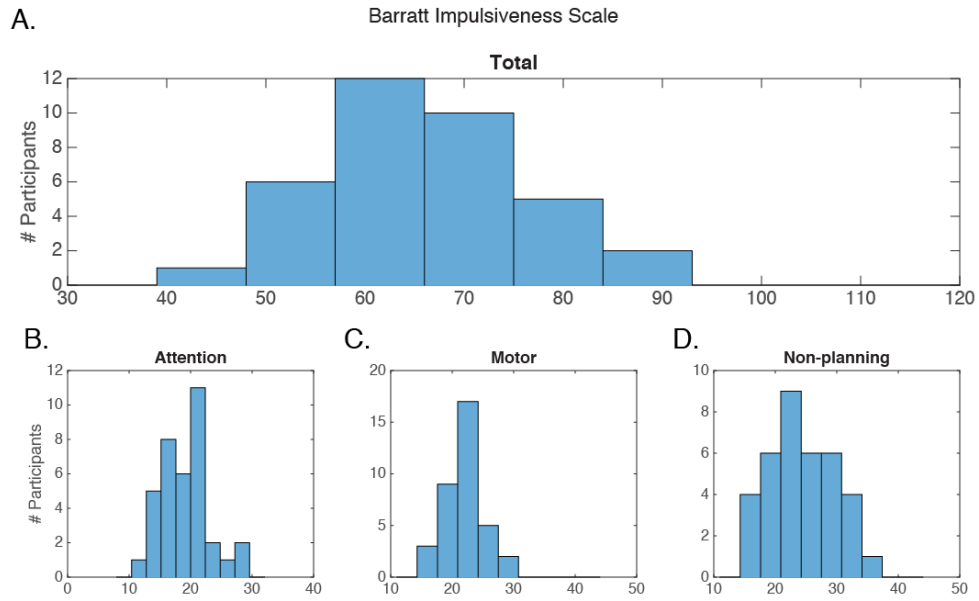 A.
Barratt Impulsiveness Scale
Total
# Participants
12
10
8
6
4
2
0
30 40 50 60 70 80 90 100 110 120
B.
Attention
# Participants
12
10
8
6
4
2
0
0 10 20 30 40
C.
Motor
20
15
10
5
0
10 20 30 40 50
D.
Non-planning
10
8
6
4
2
0
10 20 30 40 50